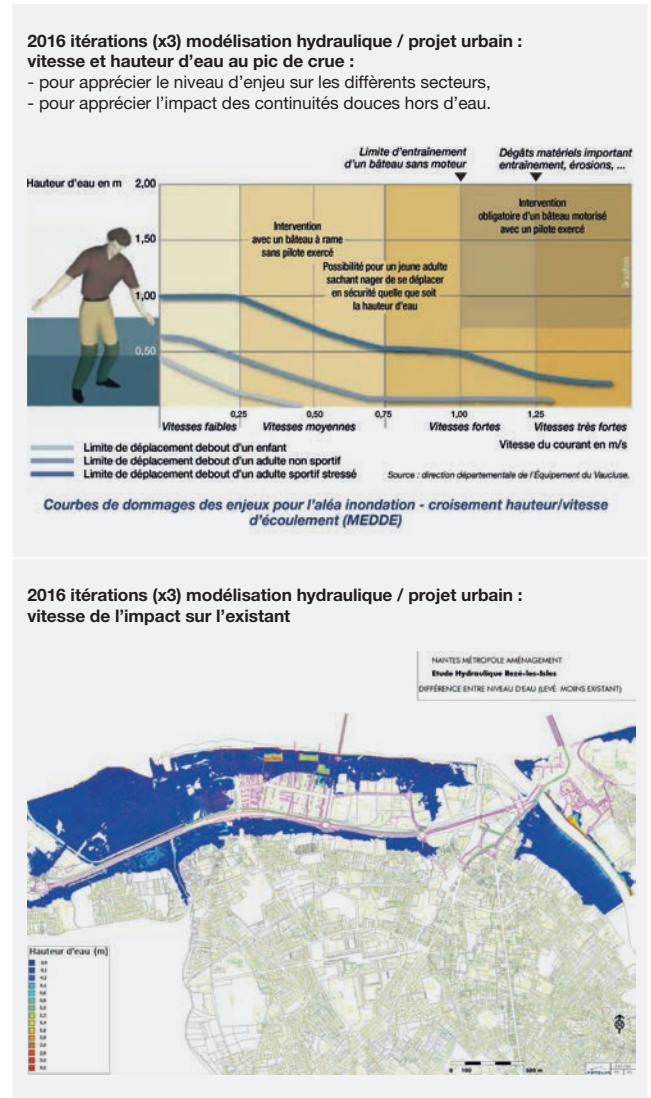 2016 itérations (x3) modélisation hydraulique / projet urbain :
vitesse et hauteur d’eau au pic de crue :
- pour apprécier le niveau d’enjeu sur les diffèrents secteurs,
- pour apprécier l’impact des continuités douces hors d’eau.
Limite d'entraînement
d'un bâteau sans moteur
Dégâts matériels important
entraînement, érosions, ...
Hauteur d'eau en m
2,00
1,50
1,00
0,50
Intervention
avec un bâteau à rame
sans pilote exercé
Possibilité pour un jeune adulte
sachant nager de se déplacer
en sécurité quelle que soit
la hauteur d'eau
Intervention
obligatoire d'un bâteau motorisé
avec un pilote exercé
Graphies
0,25
0,50
0,75
1,00
1,25
Vitesses faibles
Vitesses moyennes
Vitesses fortes
Vitesses très fortes
Vitesse du courant en m/s
Limite de déplacement debout d'un enfant
Limite de déplacement debout d'un adulte non sportif
Limite de déplacement debout d'un adulte sportif stressé
Source : direction départementale de l'Équipement du Vaucluse.
Courbes de dommages des enjeux pour l'aléa inondation - croisement hauteur/vitesse
d'écoulement (MEDDE)
2016 itérations (x3) modélisation hydraulique / projet urbain :
vitesse de l’impact sur l’existant
NANTES MÉTROPOLE AMÉNAGEMENT
Etude Hydraulique Rezé-les-Isles
DIFFÉRENCE ENTRE NIVEAU D'EAU (LEVÉ MOINS EXISTANT)
Hauteur d'eau (m)
0 100 500 m